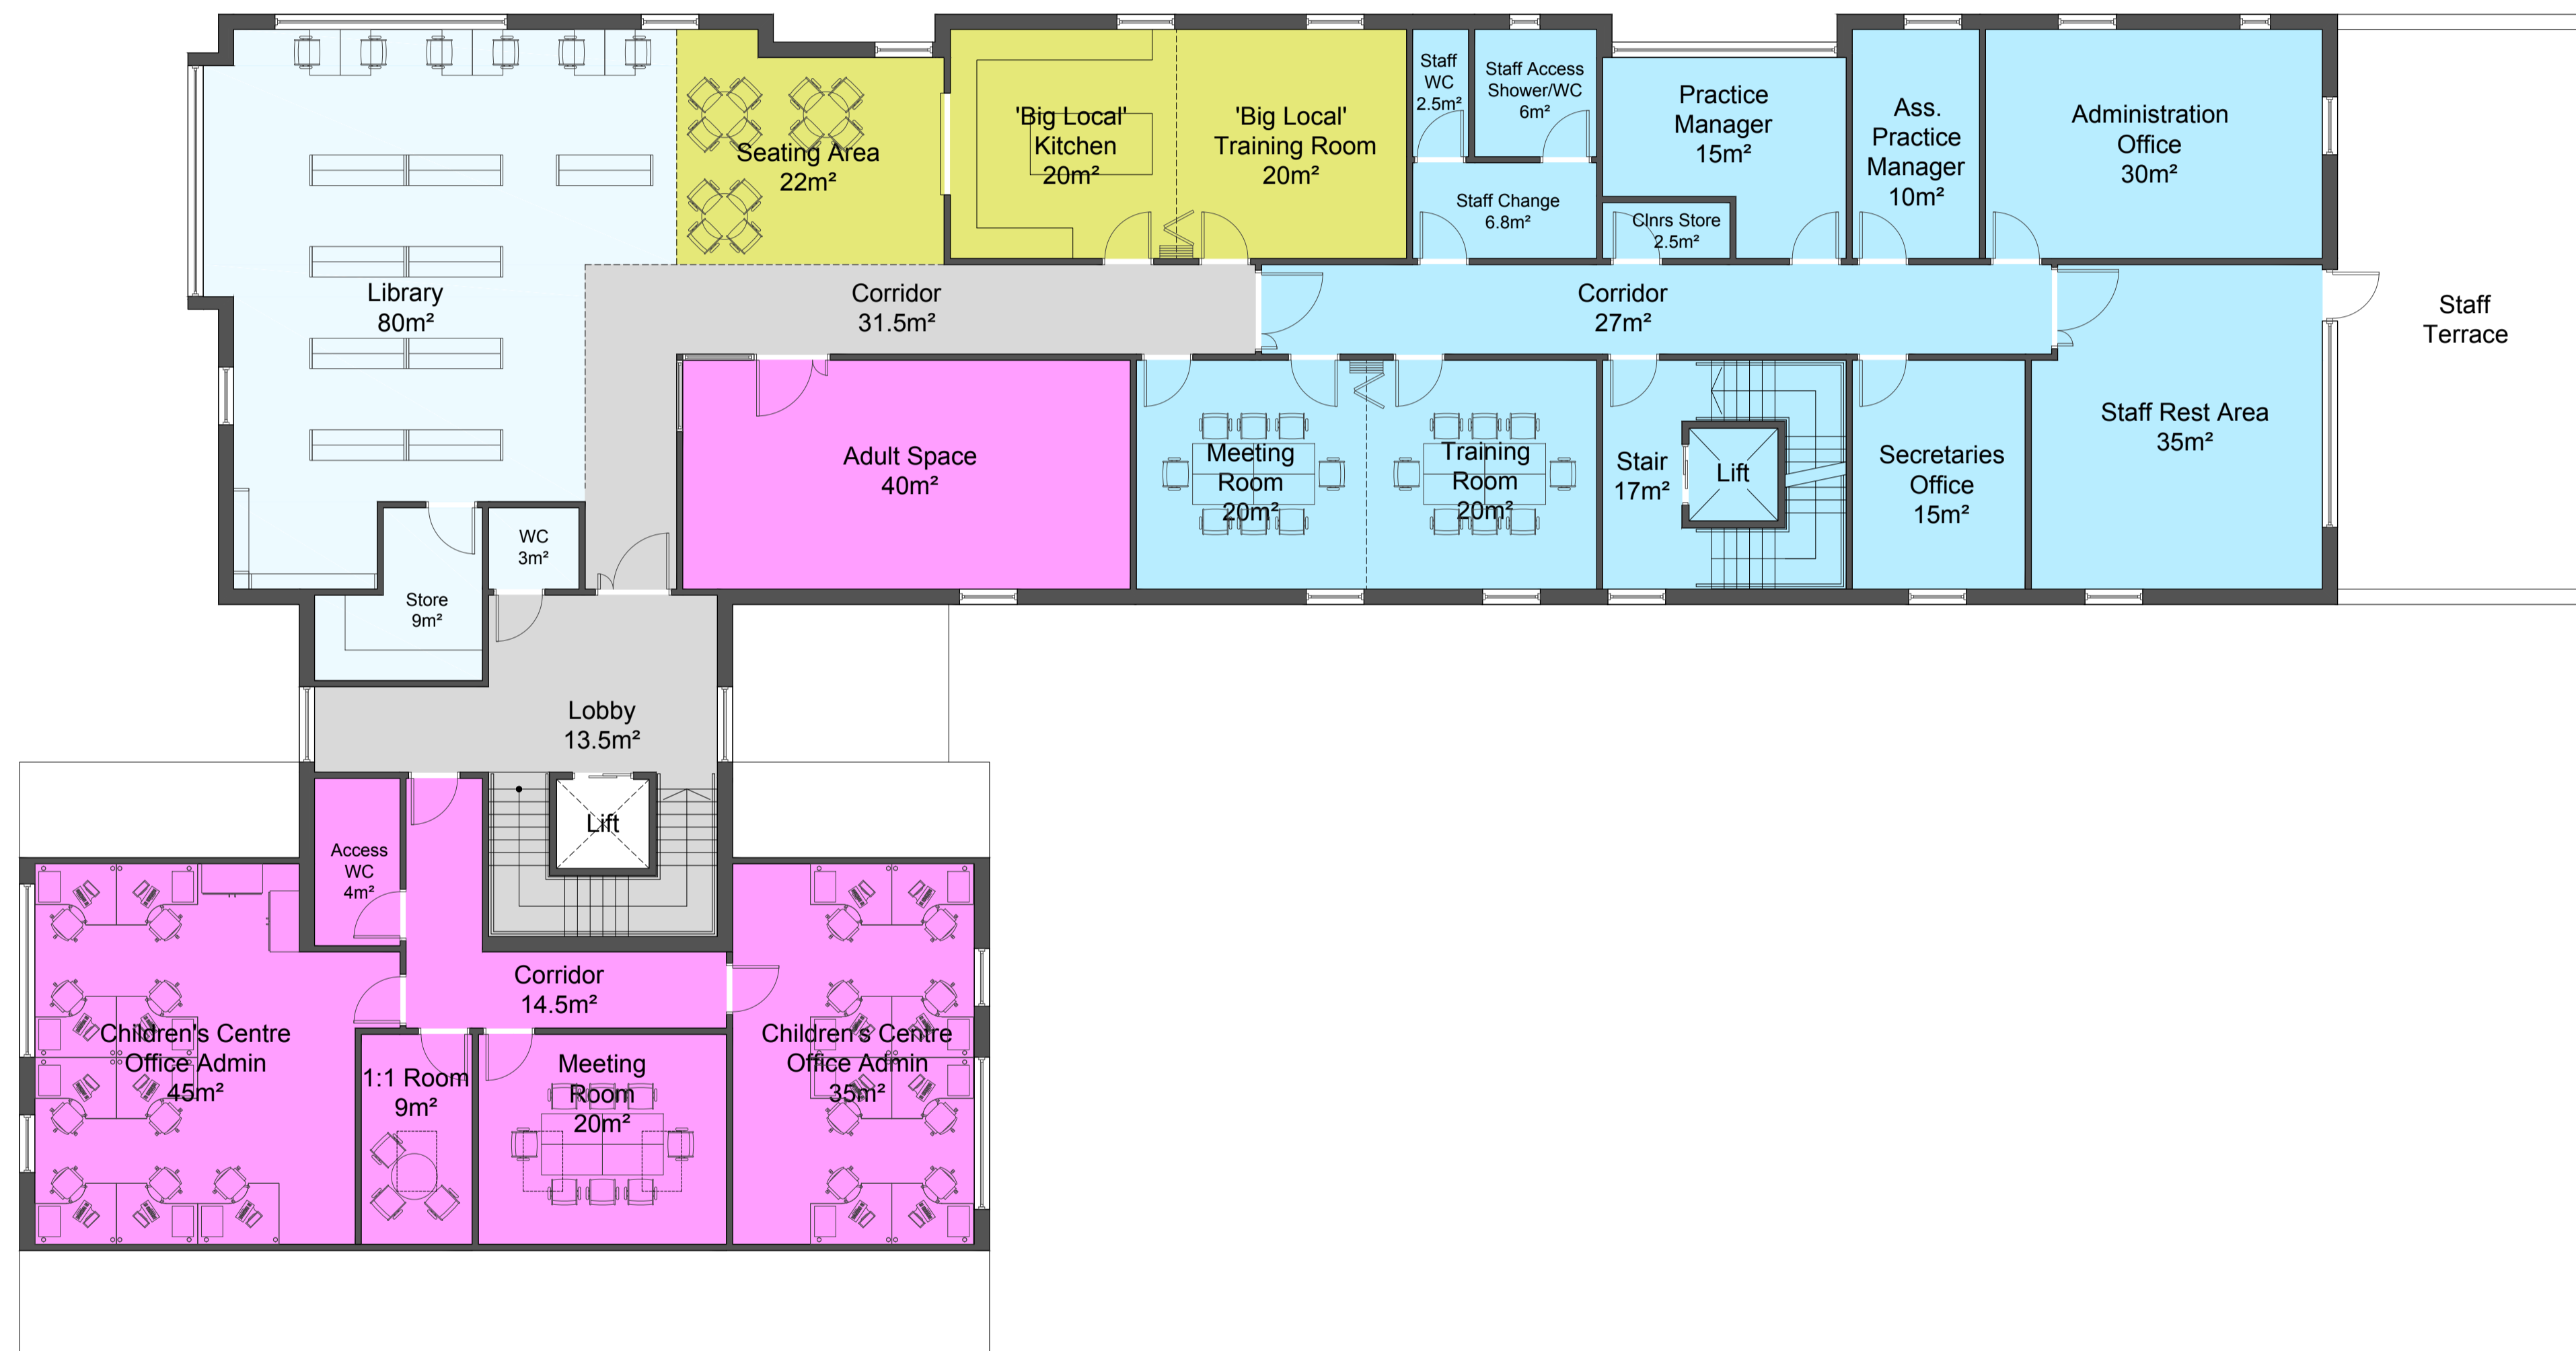 Library
80m²
Seating Area
22m²
'Big Local'
Kitchen
20m²
'Big Local'
Training Room
20m²
Staff
WC
2.5m²
Staff Access
Shower/WC
6m²
Staff Change
6.8m²
Practice
Manager
15m²
Clnrs Store
2.5m²
Ass.
Practice
Manager
10m²
Administration
Office
30m²
Corridor
31.5m²
Corridor
27m²
Staff
Terrace
Adult Space
40m²
Meeting
Room
20m²
Training
Room
20m²
Stair
17m²
Lift
Secretaries
Office
15m²
Staff Rest Area
35m²
WC
3m²
Store
9m²
Lobby
13.5m²
Lift
Access
WC
4m²
Corridor
14.5m²
Children's Centre
Office Admin
45m²
1:1 Room
9m²
Meeting
Room
20m²
Children's Centre
Office Admin
35m²